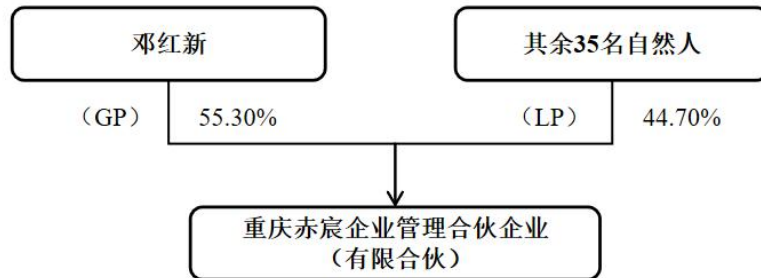 邓红新
其余35名自然人
（GP） 55.30%
（LP） 44.70%
重庆赤宸企业管理合伙企业
（有限合伙）